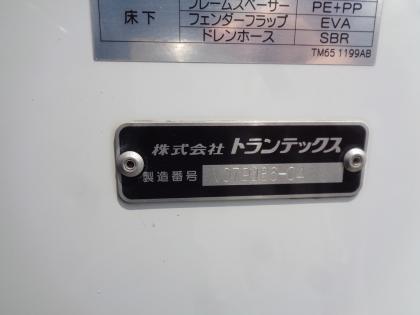 フレームスペーサー PE+PP
床下 フェンダーフラップ EVA
ドレンホース SBR
TM65 1199AB
株式会社 トランテックス
製造番号